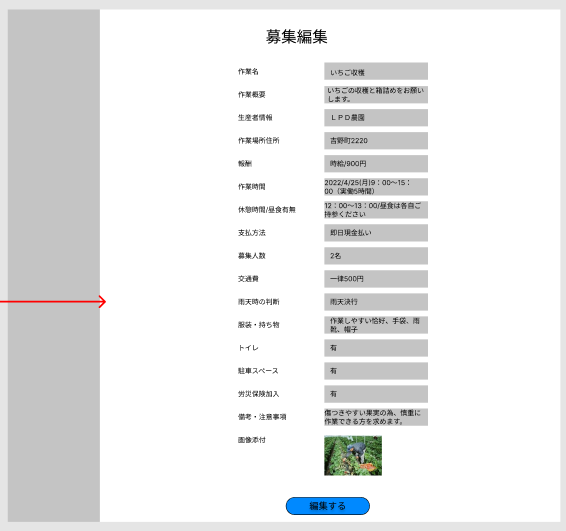 募集編集
作業名
いちご収穫
作業概要
いちごの収穫と箱詰めをお願い
します。
生産者情報
ＬＰＤ農園
作業場所住所
吉野町2220
報酬
時給/900円
作業時間
2022/4/25(月)9：00〜15：
00（実働5時間）
休憩時間/昼食有無
12：00〜13：00/昼食は各自ご
持参ください
支払方法
即日現金払い
募集人数
2名
交通費
一律500円
雨天時の判断
雨天決行
服装・持ち物
作業しやすい恰好、手袋、雨
靴、帽子
トイレ
有
駐車スペース
有
労災保険加入
有
備考・注意事項
傷つきやすい果実の為、慎重に
作業できる方を求めます。
画像添付
編集する